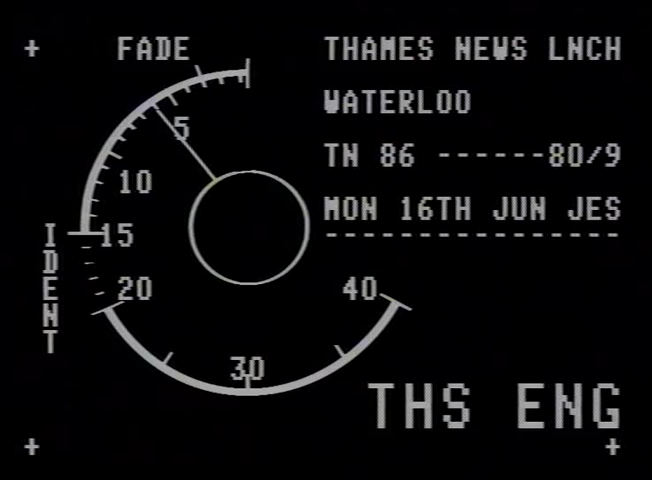 FADE
THAMES NEWS LNCH
WATERLOO
TN 86 ------80/9
MON 16TH JUN JES
----------------
5
10
15
20
30
40
IDENT
THS ENG